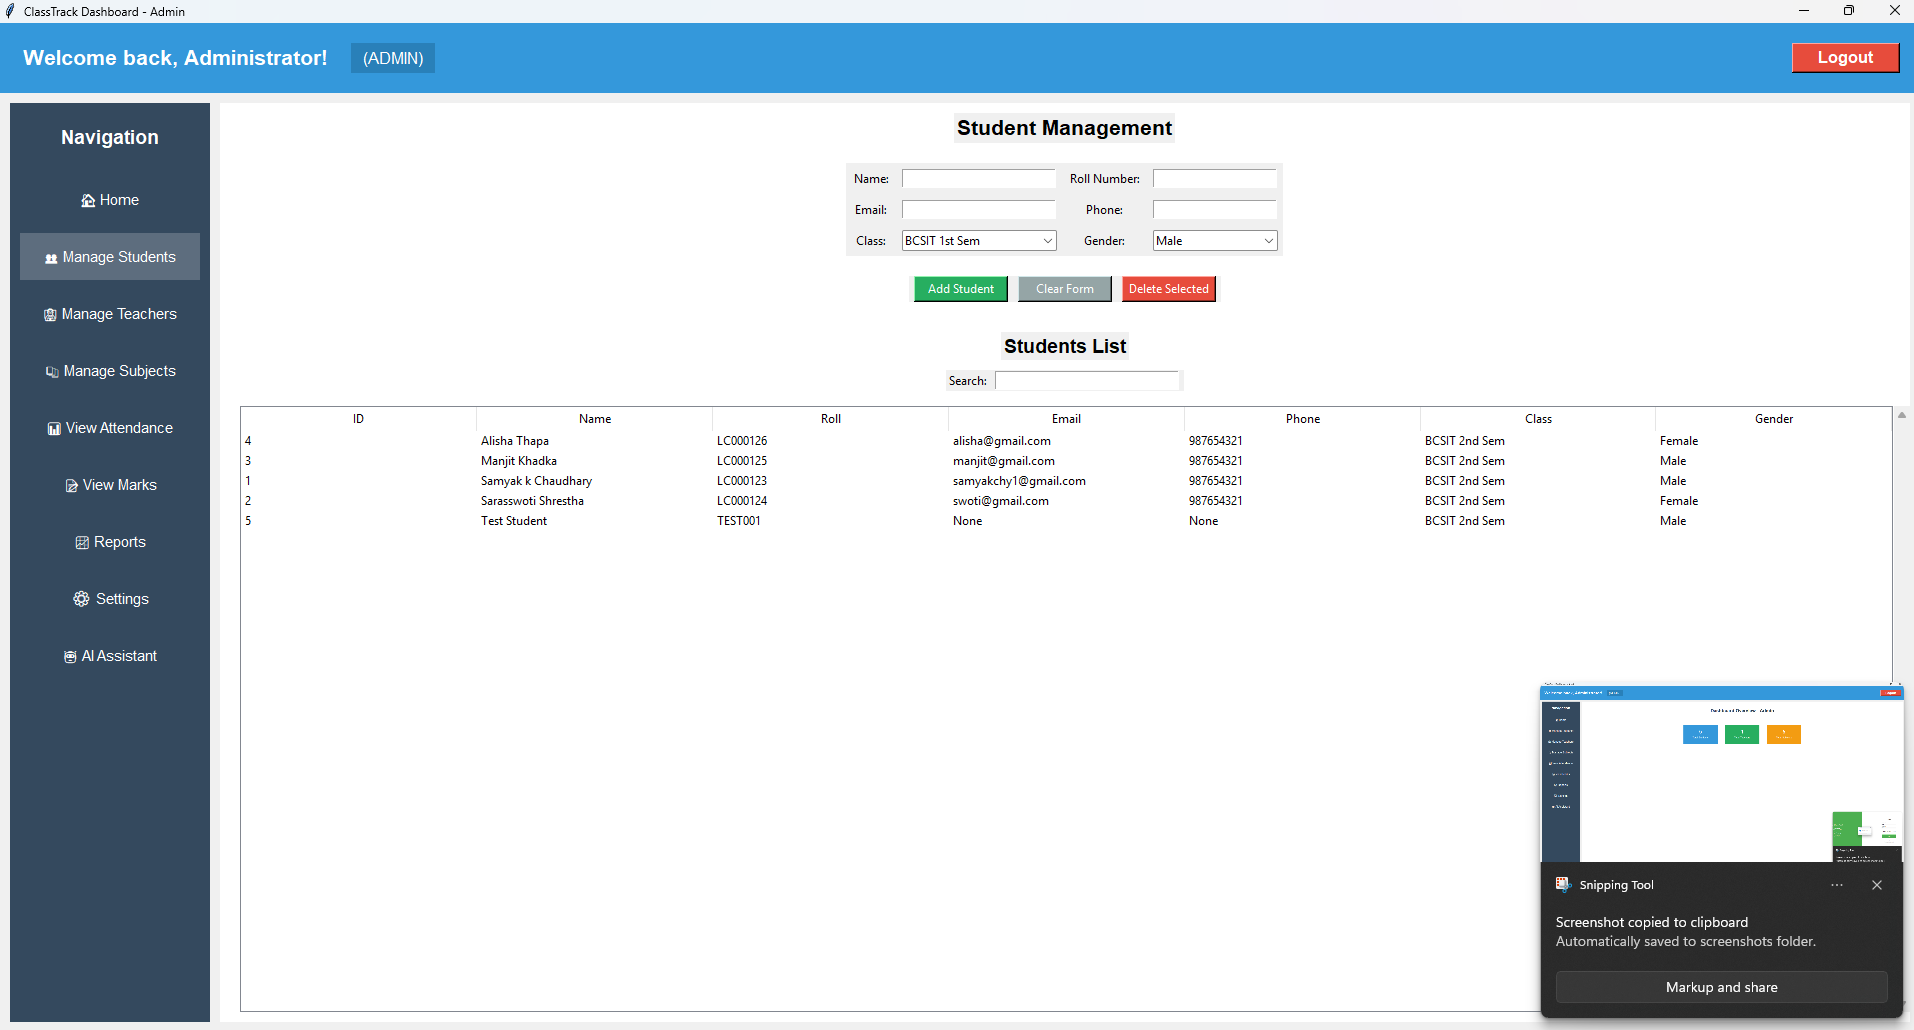 ClassTrack Dashboard - Admin
Welcome back, Administrator! (ADMIN) Logout
Navigation
Home
Manage Students
Manage Teachers
Manage Subjects
View Attendance
View Marks
Reports
Settings
AI Assistant
Student Management
Name: Roll Number:
Email: Phone:
Class: BCSIT 1st Sem Gender: Male
Add Student Clear Form Delete Selected
Students List
Search:
ID Name Roll Email Phone Class Gender
4 Alisha Thapa LC000126 alisha@gmail.com 987654321 BCSIT 2nd Sem Female
3 Manjit Khadka LC000125 manjit@gmail.com 987654321 BCSIT 2nd Sem Male
1 Samyak k Chaudhary LC000123 samyakchy1@gmail.com 987654321 BCSIT 2nd Sem Male
2 Sarasswoti Shrestha LC000124 swoti@gmail.com 987654321 BCSIT 2nd Sem Female
5 Test Student TEST001 None None BCSIT 2nd Sem Male
Welcome back, Administrator!
Dashboard Overview - Admin
Snipping Tool
Screenshot copied to clipboard
Automatically saved to screenshots folder.
Markup and share